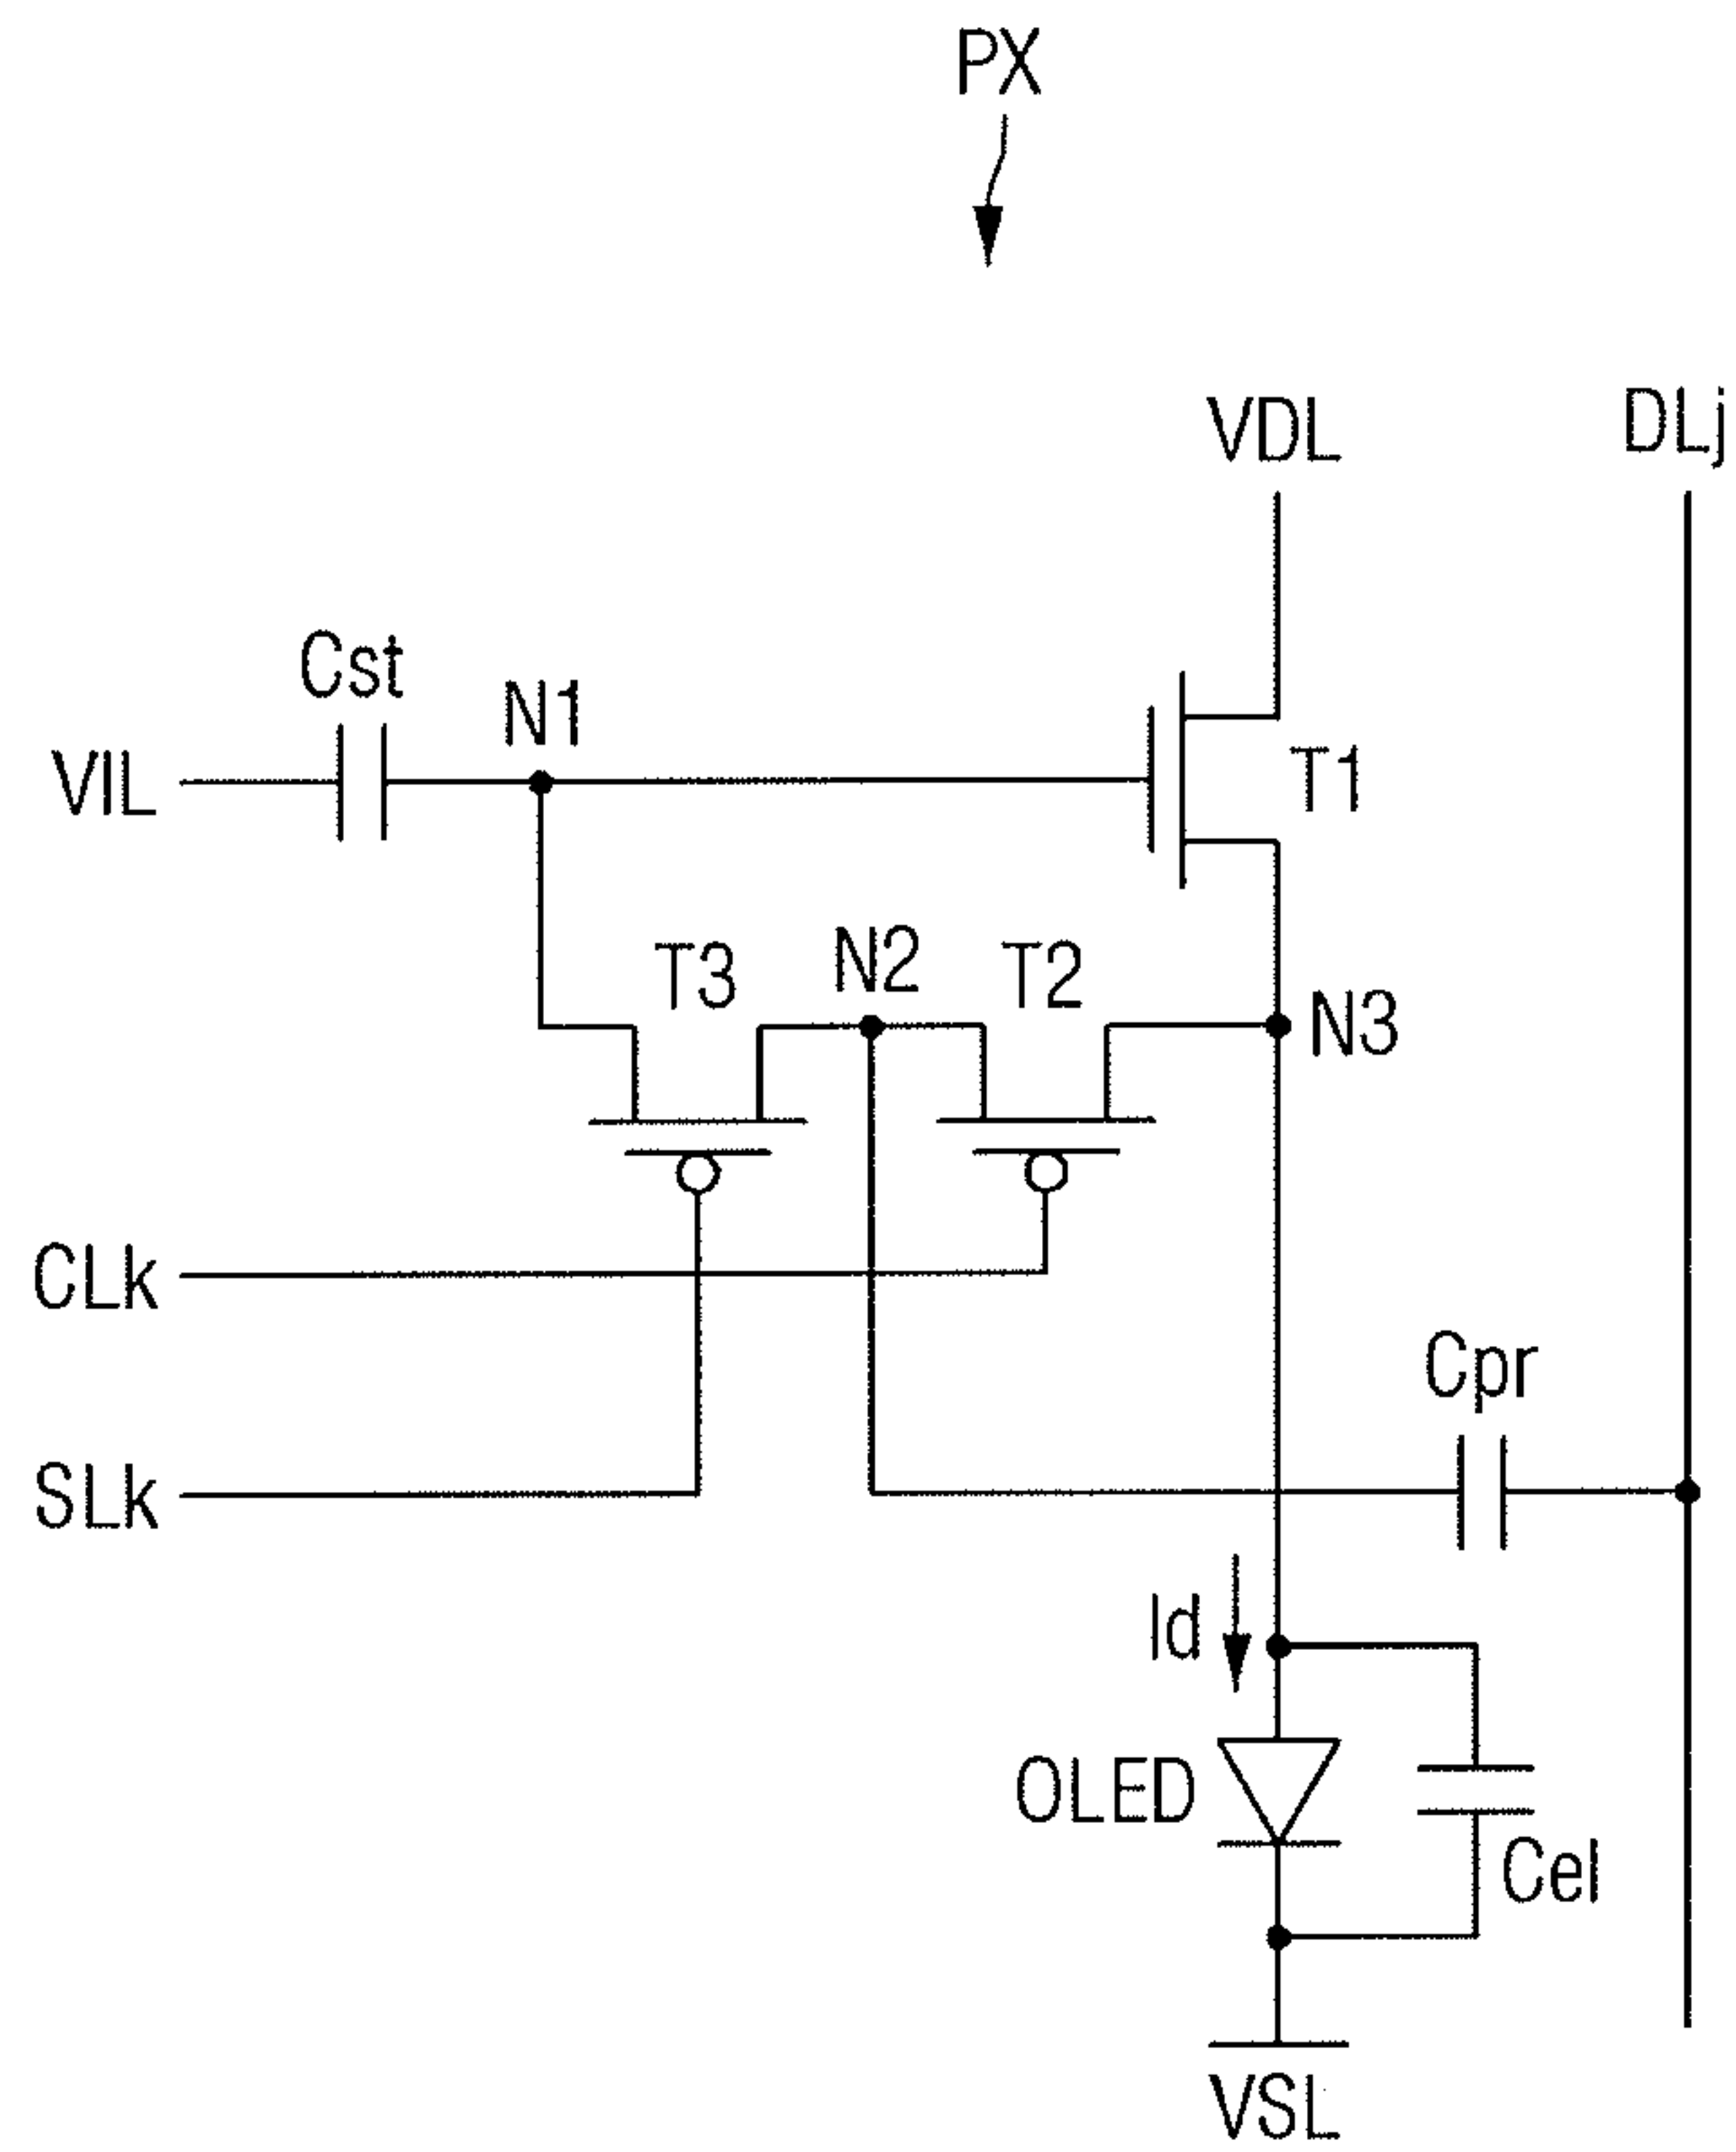 PX
VDL
DLj
Cst
N1
VIL
T1
T3
N2
T2
N3
CLk
Cpr
SLk
Id
OLED
Cel
VSL